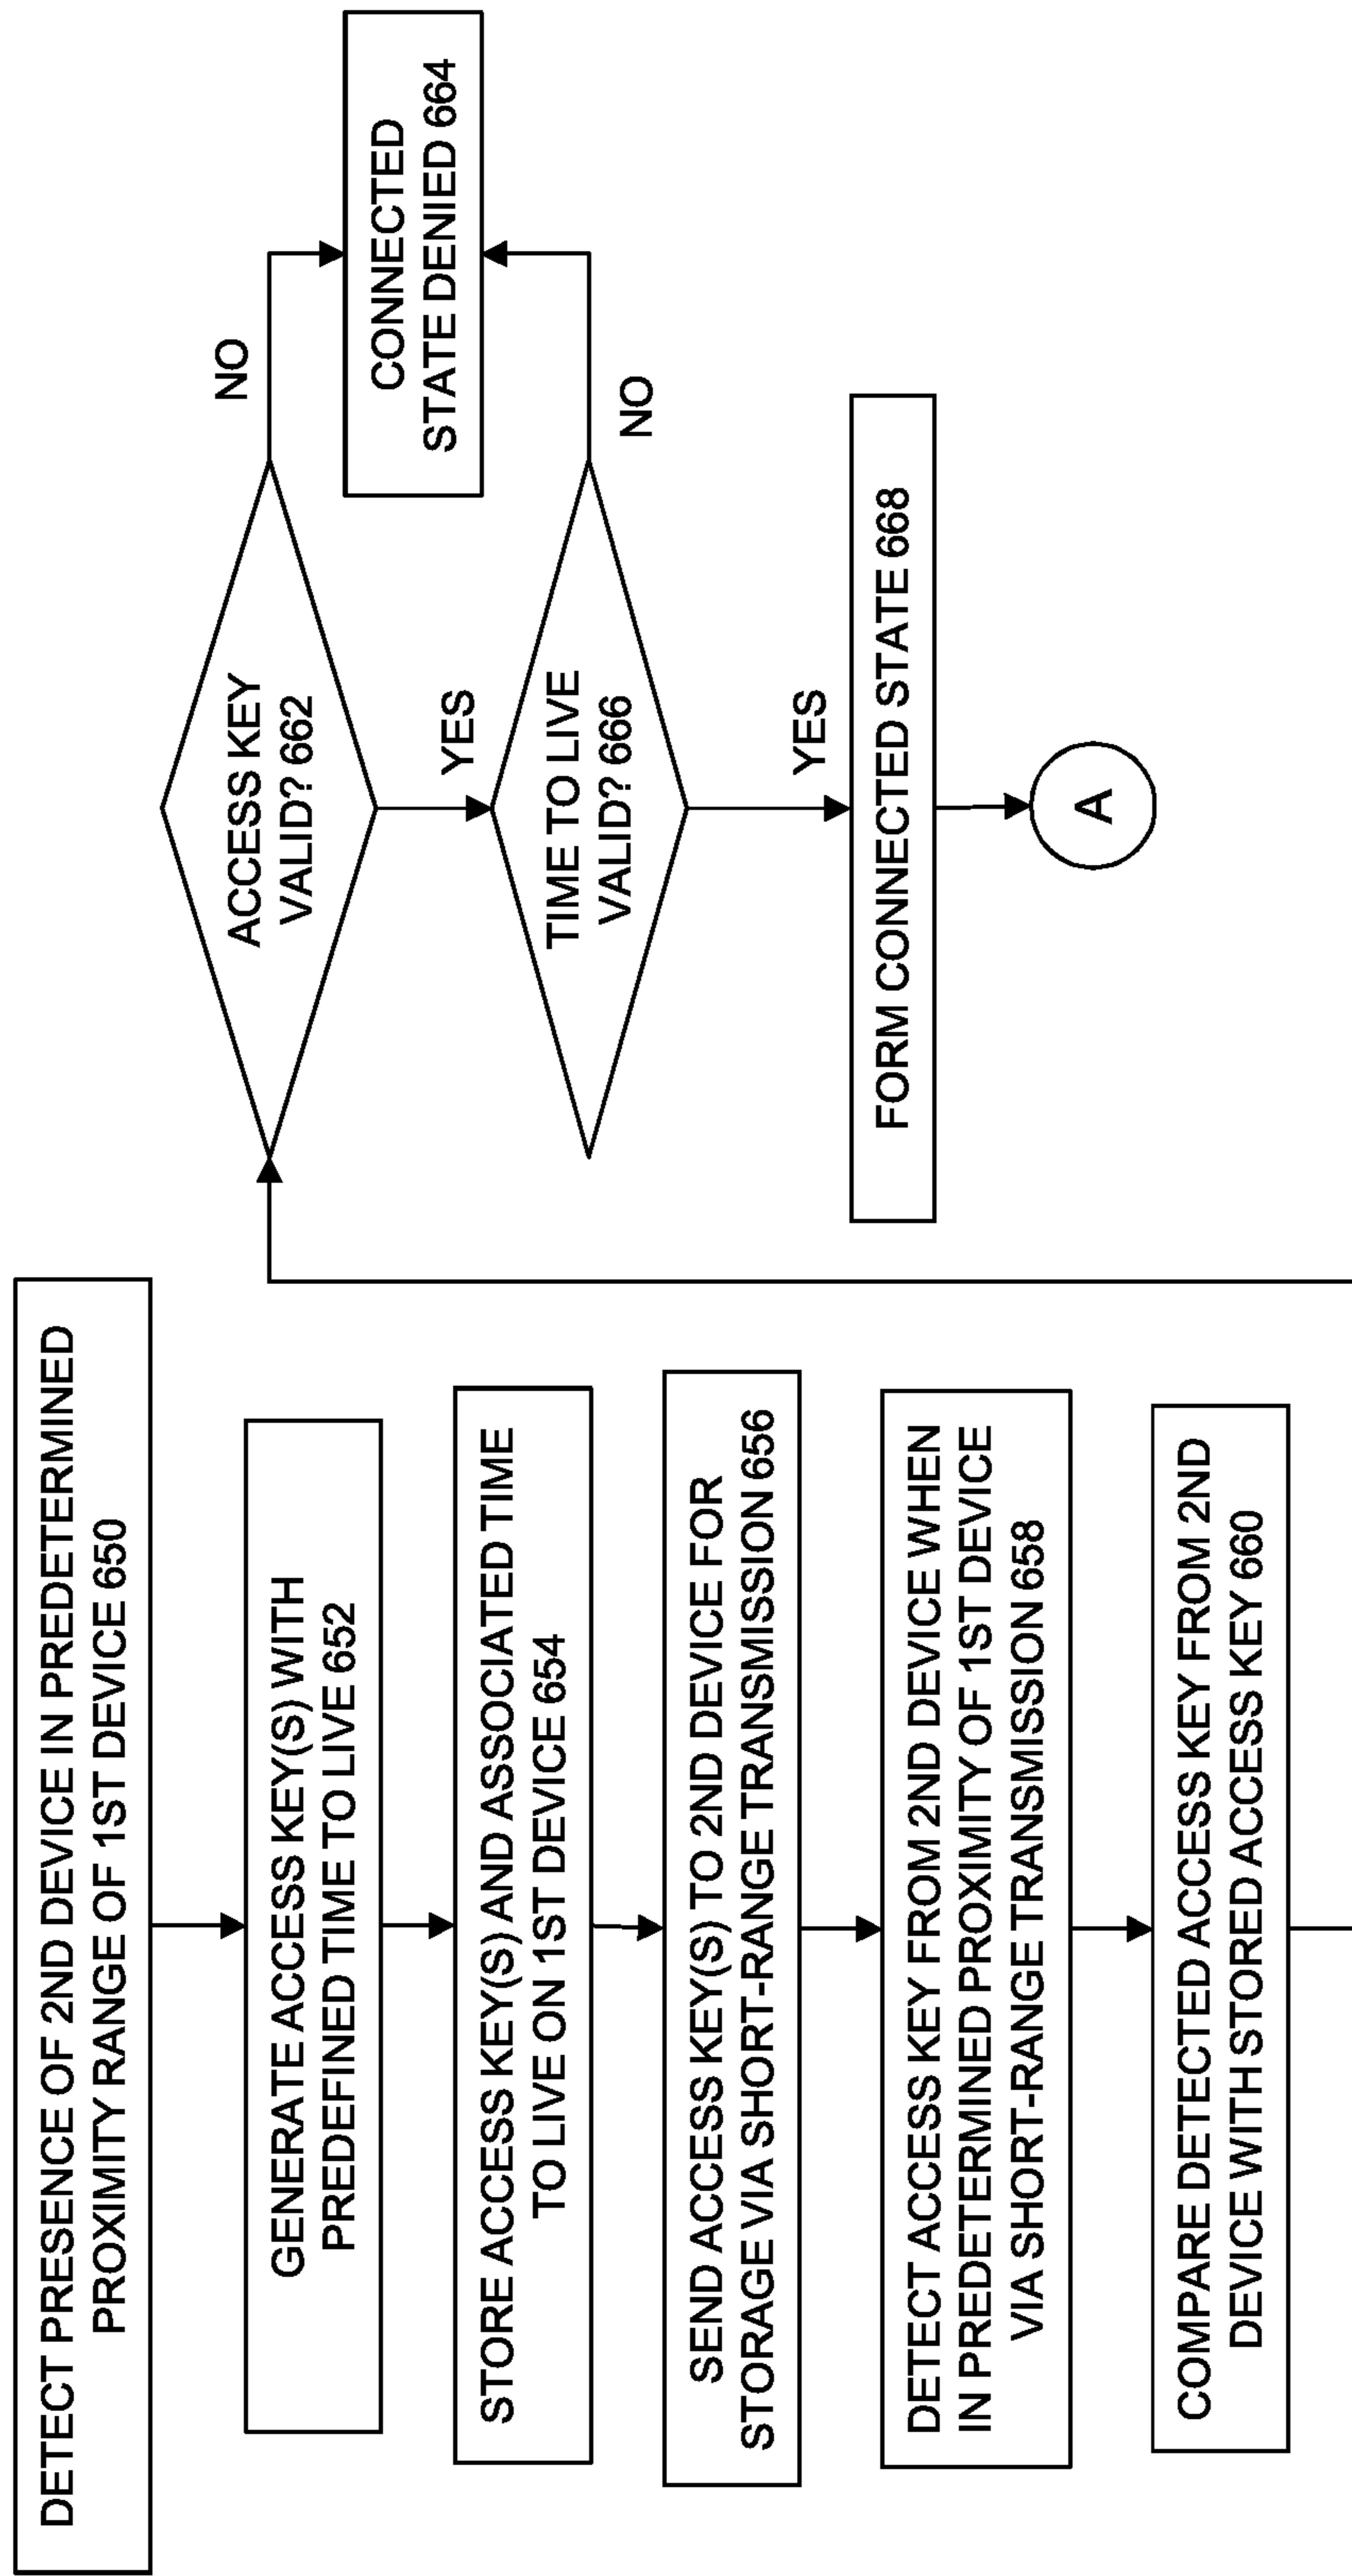 DETECT PRESENCE OF 2ND DEVICE IN PREDETERMINED
PROXIMITY RANGE OF 1ST DEVICE 650
GENERATE ACCESS KEY(S) WITH
PREDEFINED TIME TO LIVE 652
STORE ACCESS KEY(S) AND ASSOCIATED TIME
TO LIVE ON 1ST DEVICE 654
SEND ACCESS KEY(S) TO 2ND DEVICE FOR
STORAGE VIA SHORT-RANGE TRANSMISSION 656
DETECT ACCESS KEY FROM 2ND DEVICE WHEN
IN PREDETERMINED PROXIMITY OF 1ST DEVICE
VIA SHORT-RANGE TRANSMISSION 658
COMPARE DETECTED ACCESS KEY FROM 2ND
DEVICE WITH STORED ACCESS KEY 660
ACCESS KEY
VALID? 662
NO
CONNECTED
STATE DENIED 664
YES
TIME TO LIVE
VALID? 666
NO
YES
FORM CONNECTED STATE 668
A